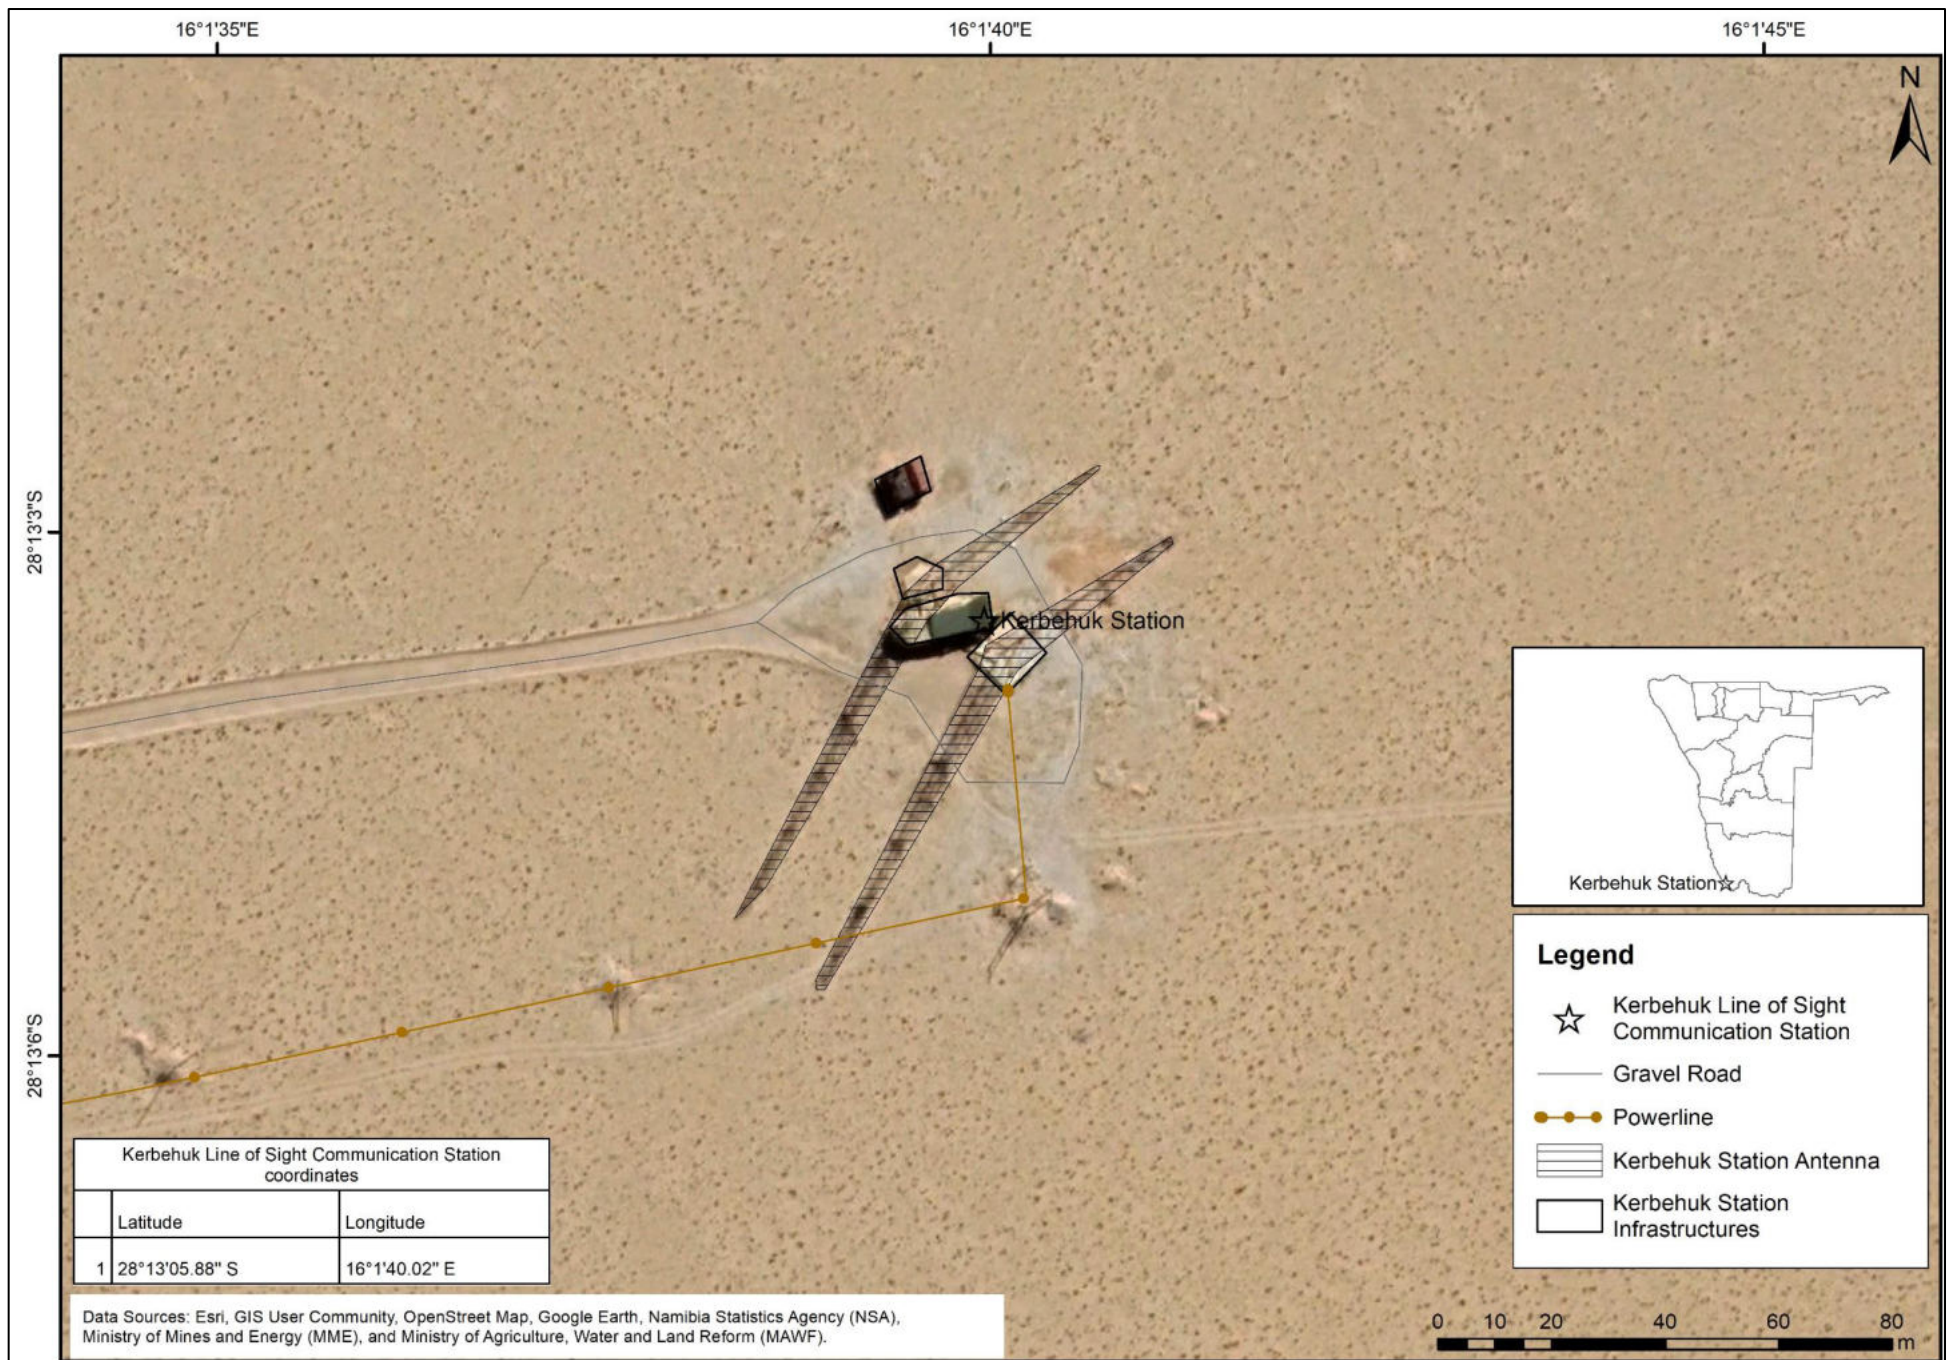 16°1'35"E
16°1'40"E
16°1'45"E
N
28°13'3"S
Kerbehuk Station
Kerbehuk Station
28°13'6"S
Legend
Kerbehuk Line of Sight
Communication Station
Gravel Road
Powerline
Kerbehuk Station Antenna
Kerbehuk Station
Infrastructures
Kerbehuk Line of Sight Communication Station
coordinates
Latitude Longitude
1 28°13'05.88" S 16°1'40.02" E
Data Sources: Esri, GIS User Community, OpenStreet Map, Google Earth, Namibia Statistics Agency (NSA),
Ministry of Mines and Energy (MME), and Ministry of Agriculture, Water and Land Reform (MAWF).
0 10 20 40 60 80
m